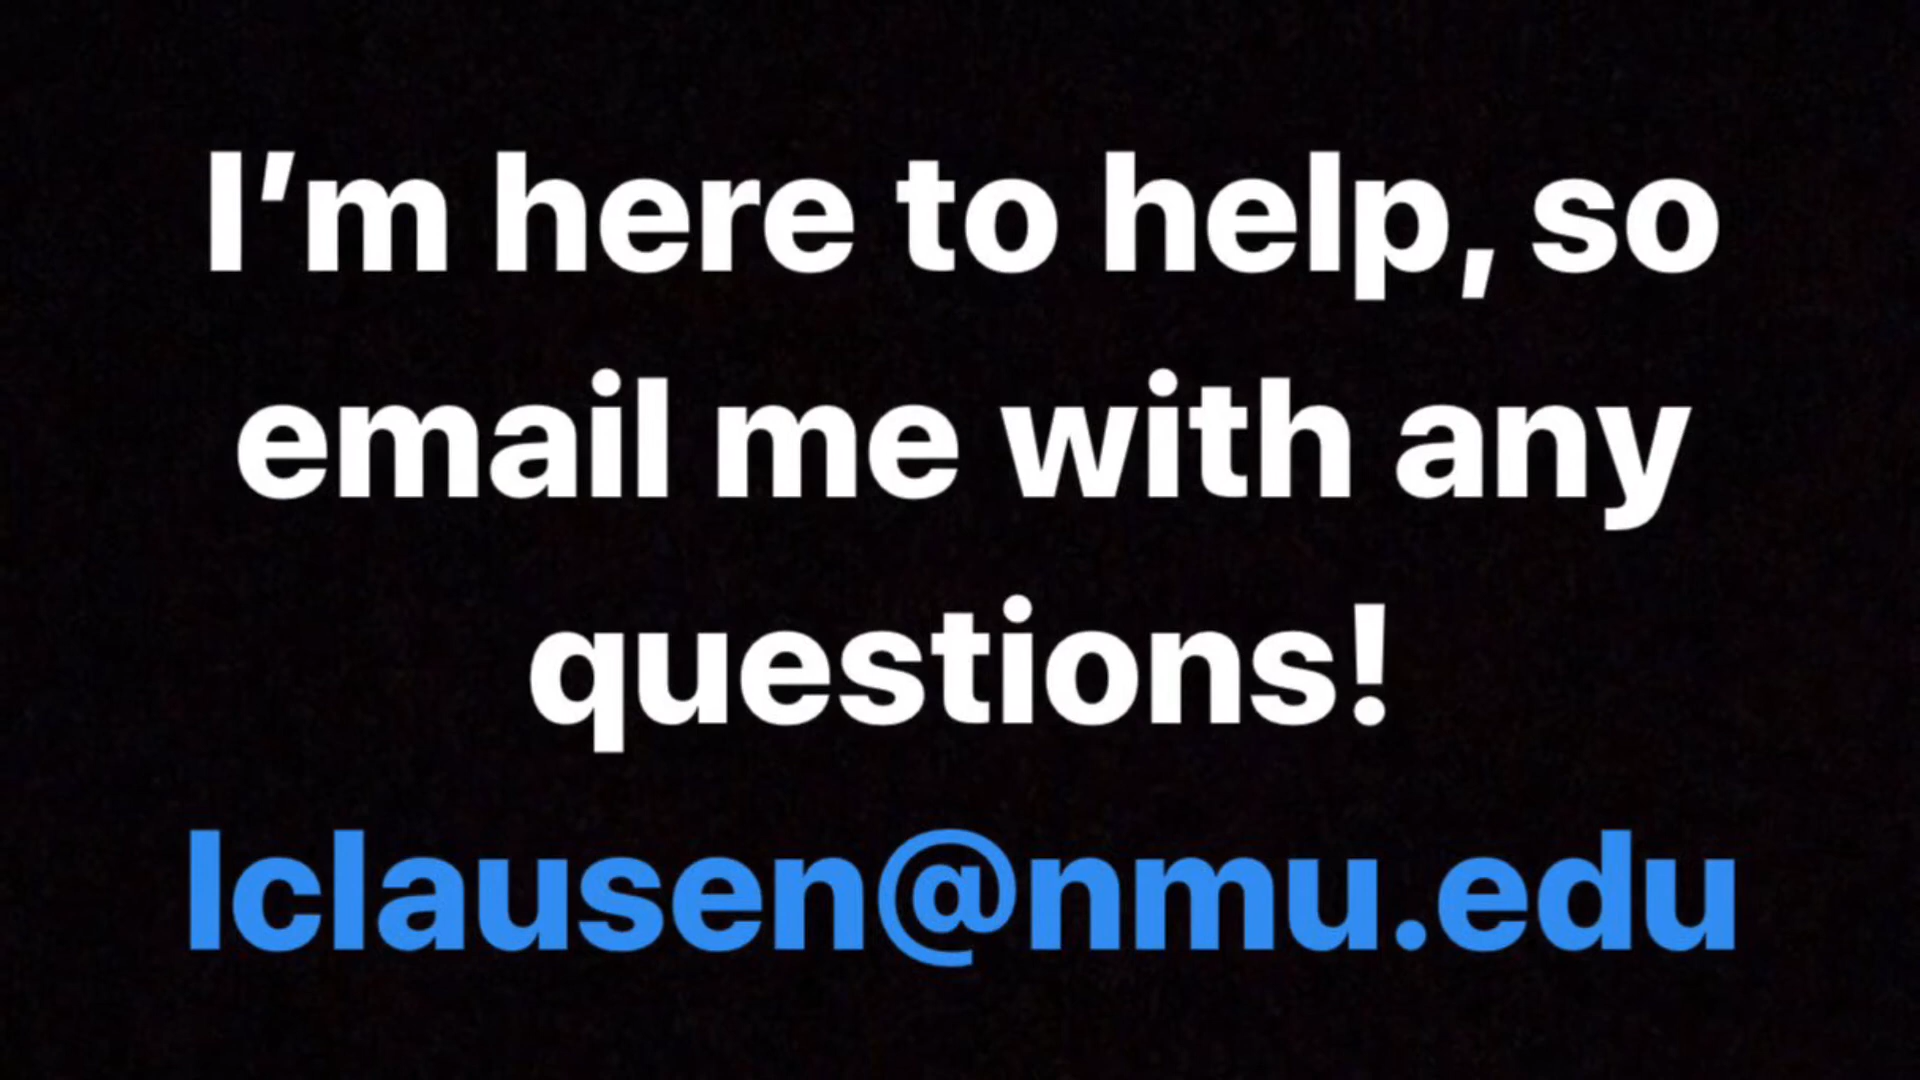 I’m here to help, so
email me with any
questions!
lclausen@nmu.edu